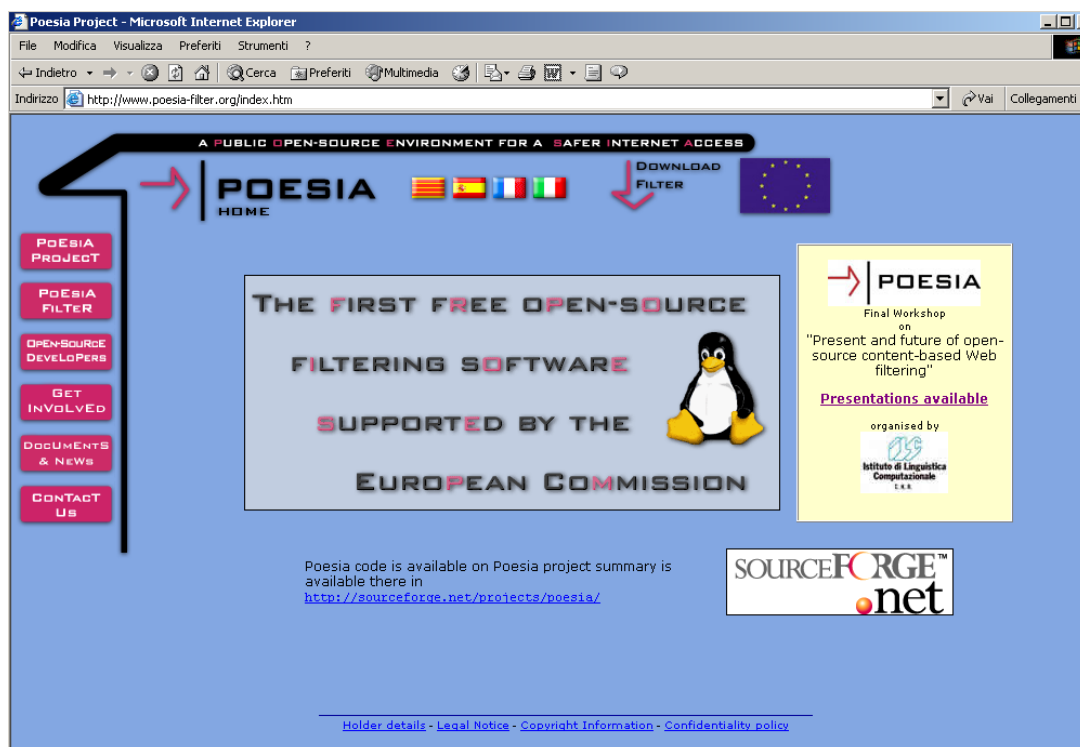 Poesia Project - Microsoft Internet Explorer
File Modifica Visualizza Preferiti Strumenti ?
Indietro Cerca Preferiti Multimedia
Indirizzo http://www.poesia-filter.org/index.htm Vai Collegamenti
A PUBLIC OPEN-SOURCE ENVIRONMENT FOR A SAFER INTERNET ACCESS
POESIA
HOME
DOWNLOAD
FILTER
POESIA
PROJECT
POESIA
FILTER
OPEN-SOURCE
DEVELOPERS
GET
INVOLVED
DOCUMENTS
& NEWS
CONTACT
US
THE FIRST FREE OPEN-SOURCE
FILTERING SOFTWARE
SUPPORTED BY THE
EUROPEAN COMMISSION
POESIA
Final Workshop
on
"Present and future of open-
source content-based Web
filtering"
Presentations available
organised by
Istituto di Linguistica
Computazionale
C.N.R.
Poesia code is available on Poesia project summary is
available there in
http://sourceforge.net/projects/poesia/
SOURCEFORGE™
.net
Holder details - Legal Notice - Copyright Information - Confidentiality policy